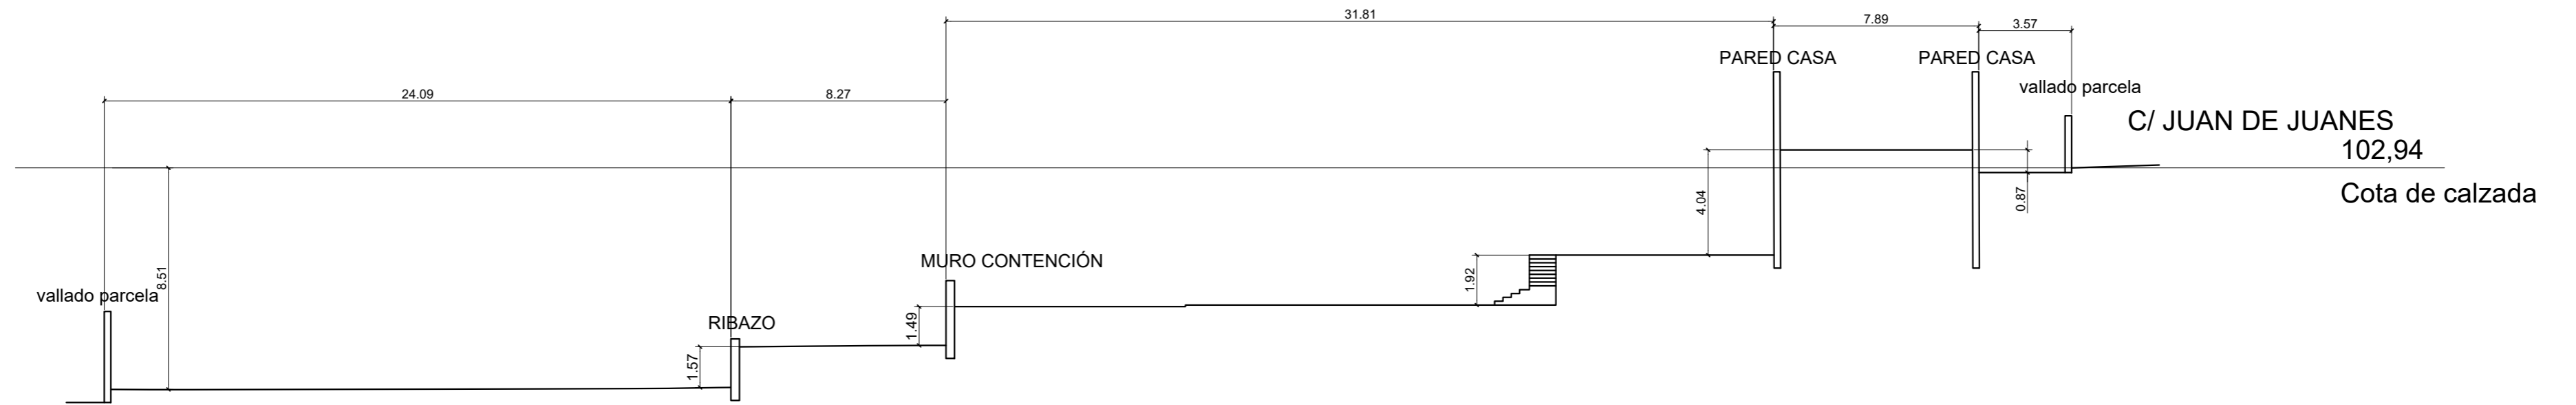 31.81
7.89
3.57
PARED CASA
PARED CASA
vallado parcela
24.09
8.27
C/ JUAN DE JUANES
102,94
Cota de calzada
4.04
0.87
MURO CONTENCIÓN
8.51
1.92
vallado parcela
RIBAZO
1.49
1.57